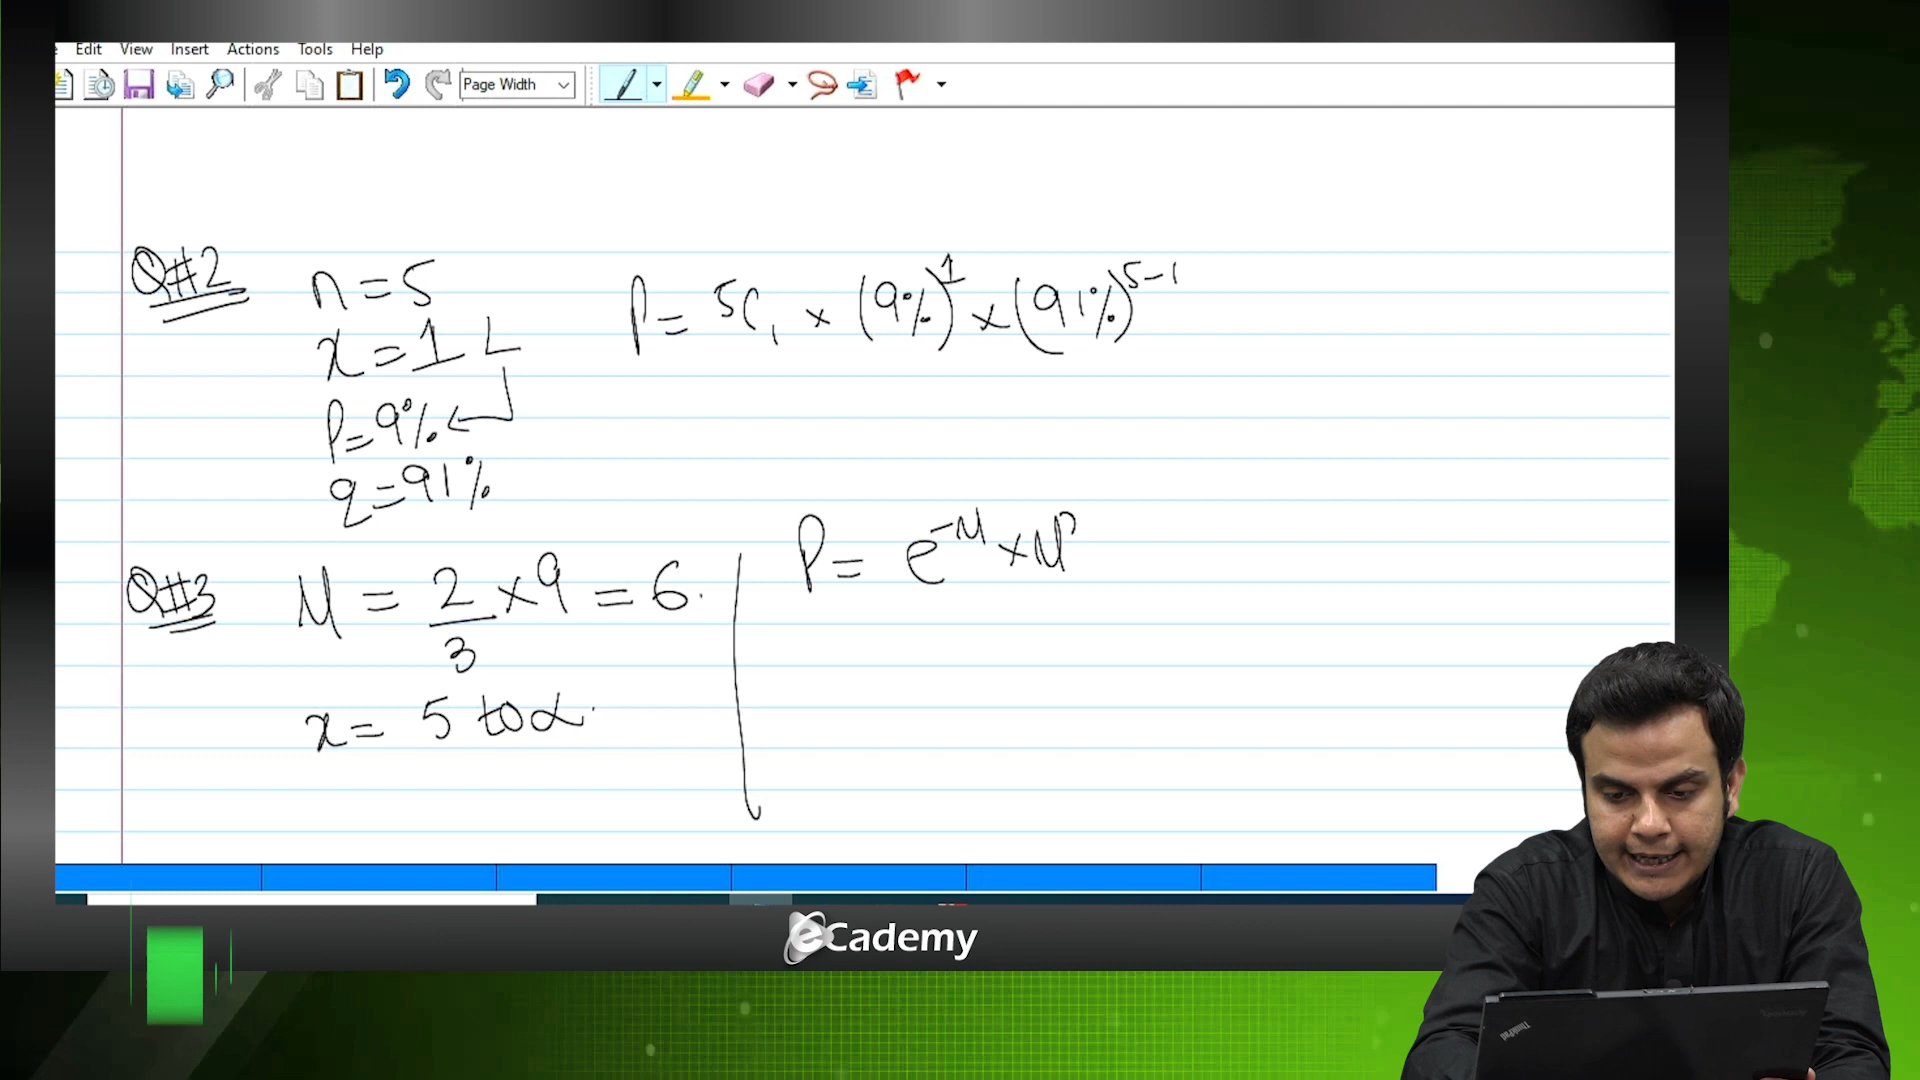 Edit View Insert Actions Tools Help
Page Width
Q#2 n = 5
P = 5C₁ × (9%)¹ × (91%)⁵⁻¹
x = 1 L
P = 9%
q = 91%
Q#3 M = 2/3 × 9 = 6.
P = e⁻ᴹ × M
x = 5 to α.
eCademy
ThinkPad